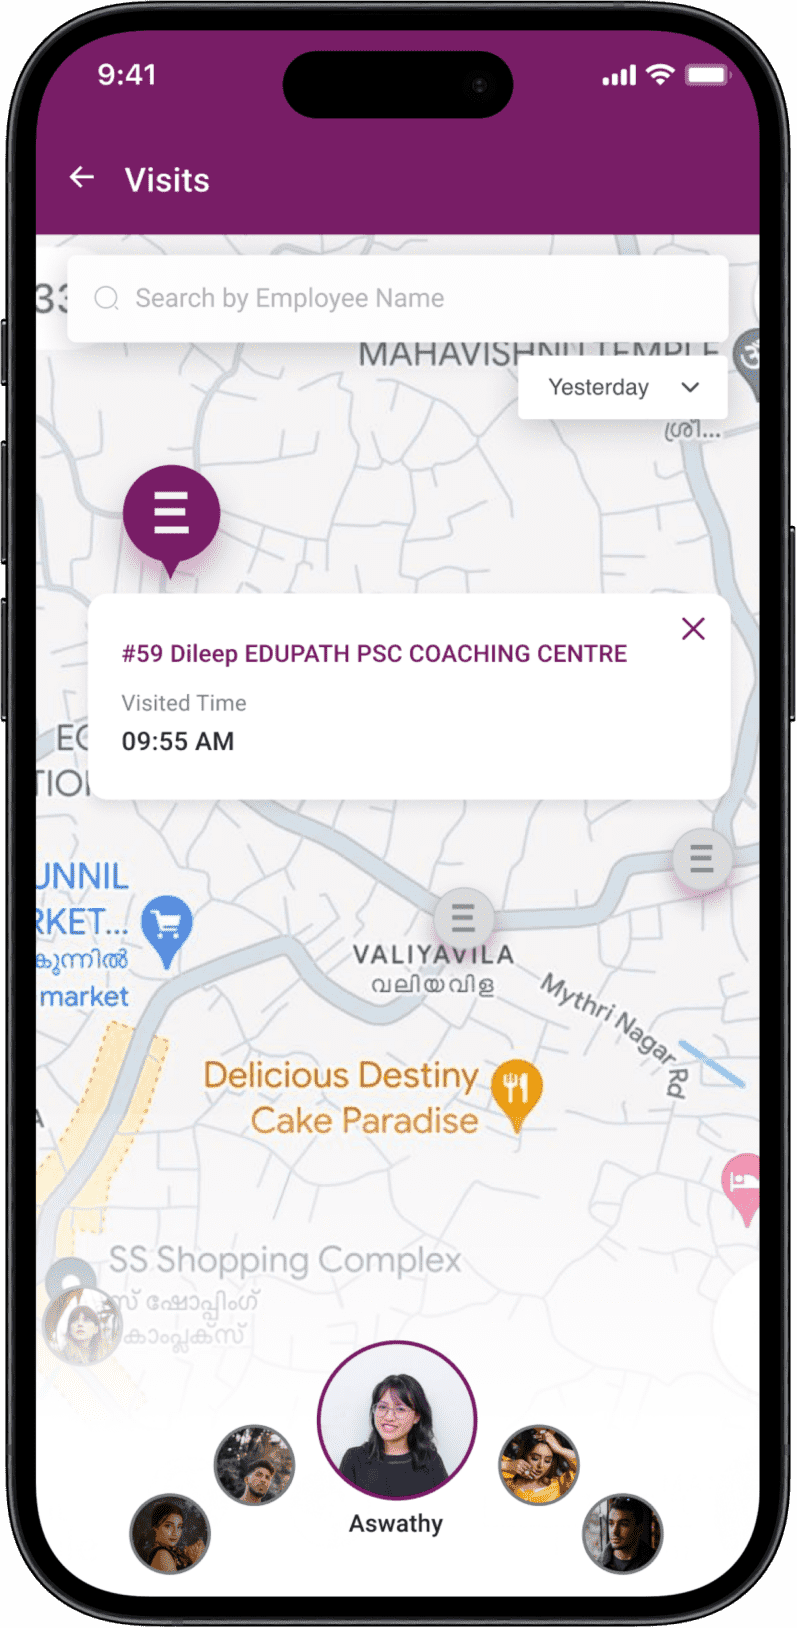 9:41
Visits
33
Search by Employee Name
MAHAVISHNU TEMPLE
Yesterday
ശ്രീ...
#59 Dileep EDUPATH PSC COACHING CENTRE
Visited Time
09:55 AM
UNNIL
RKET...
കുന്നിൽ
market
VALIYAVILA
വലിയവിള
Mythri Nagar Rd
Delicious Destiny
Cake Paradise
SS Shopping Complex
സ് ഷോപ്പിംഗ്
കാംപ്ലക്സ്
Aswathy